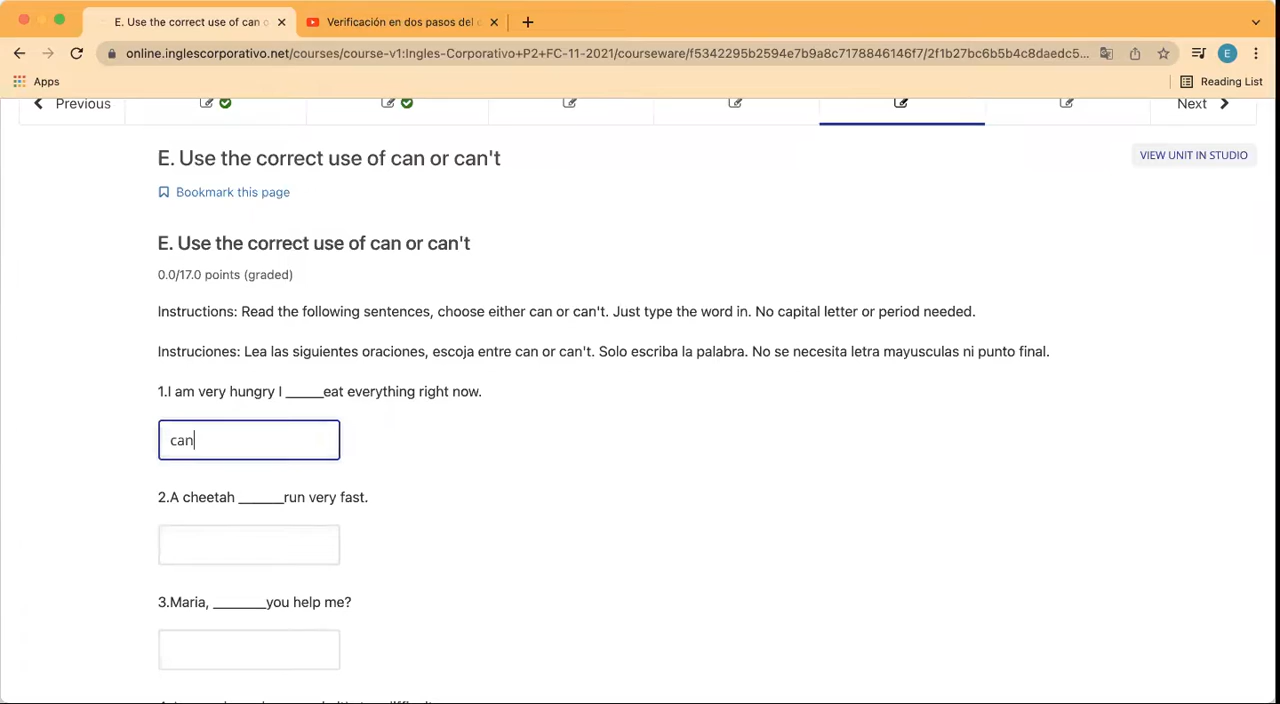 E. Use the correct use of can o
Verificación en dos pasos del
online.inglescorporativo.net/courses/course-v1:Ingles-Corporativo+P2+FC-11-2021/courseware/f5342295b2594e7b9a8c7178846146f7/2f1b27bc6b5b4c8daedc5...
E
Apps
Reading List
Previous
Next
E. Use the correct use of can or can't
VIEW UNIT IN STUDIO
Bookmark this page
E. Use the correct use of can or can't
0.0/17.0 points (graded)
Instructions: Read the following sentences, choose either can or can't. Just type the word in. No capital letter or period needed.
Instruciones: Lea las siguientes oraciones, escoja entre can or can't. Solo escriba la palabra. No se necesita letra mayusculas ni punto final.
1.I am very hungry I _____eat everything right now.
can
2.A cheetah ______run very fast.
3.Maria, _______you help me?